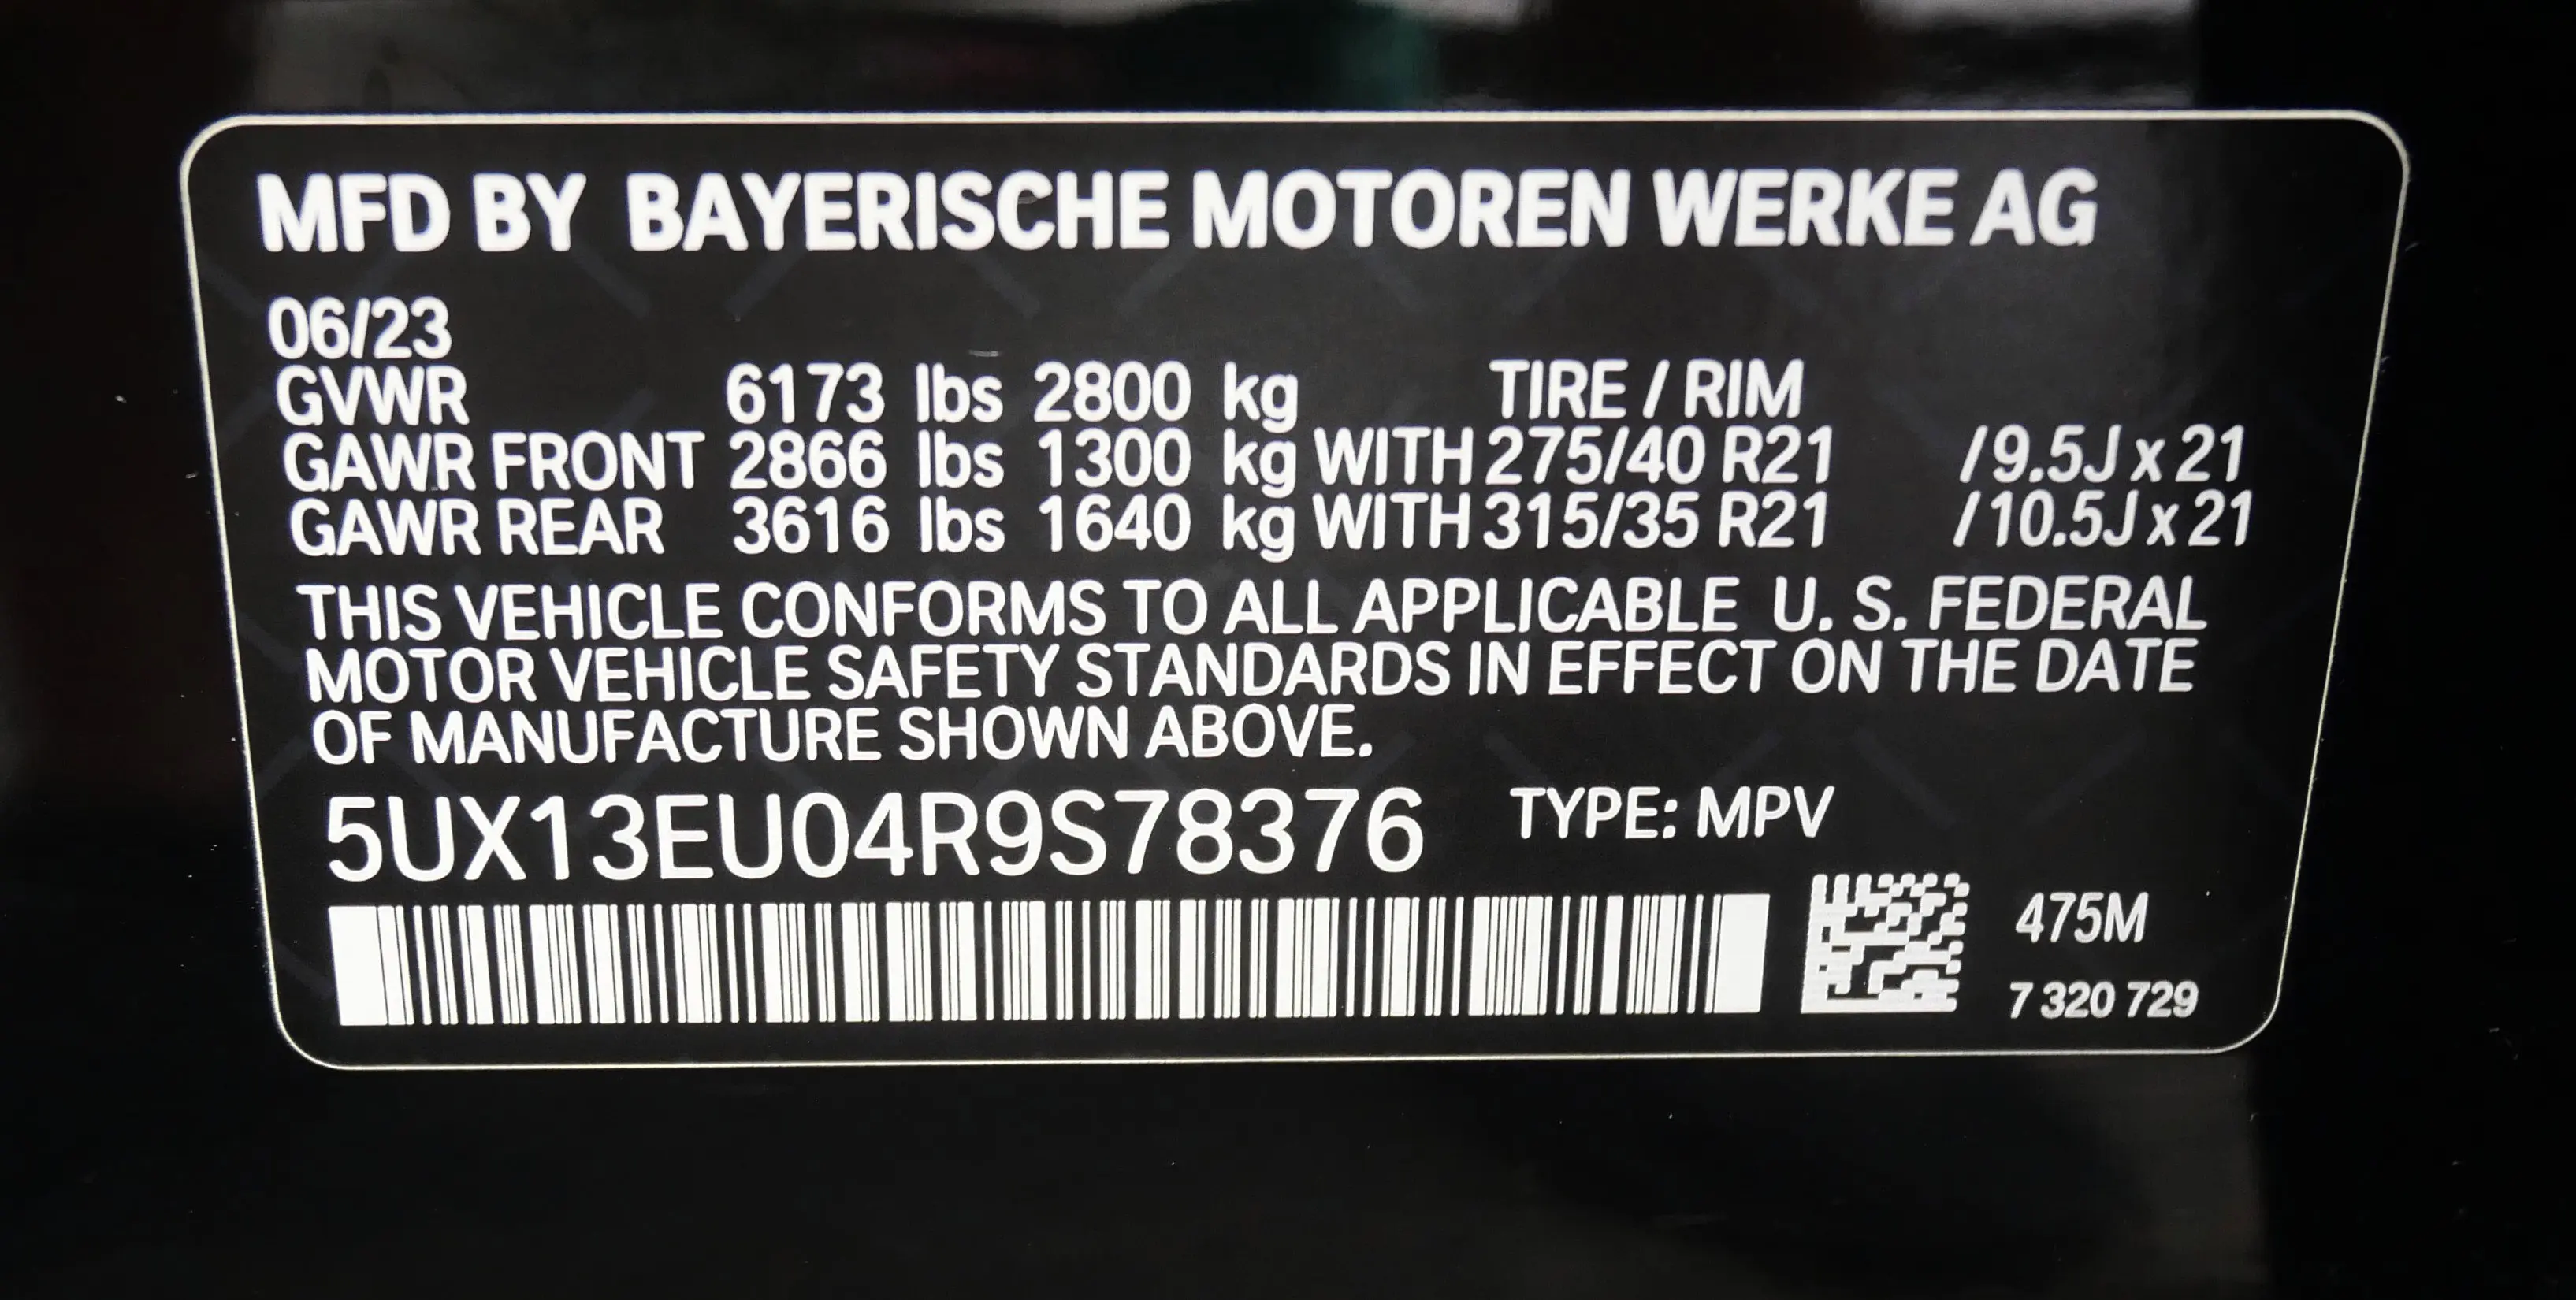 MFD BY BAYERISCHE MOTOREN WERKE AG
06/23
GVWR 6173 lbs 2800 kg TIRE / RIM
GAWR FRONT 2866 lbs 1300 kg WITH 275/40 R21 /9.5J x 21
GAWR REAR 3616 lbs 1640 kg WITH 315/35 R21 /10.5J x 21
THIS VEHICLE CONFORMS TO ALL APPLICABLE U. S. FEDERAL
MOTOR VEHICLE SAFETY STANDARDS IN EFFECT ON THE DATE
OF MANUFACTURE SHOWN ABOVE.
5UX13EU04R9S78376 TYPE: MPV
475M
7 320 729